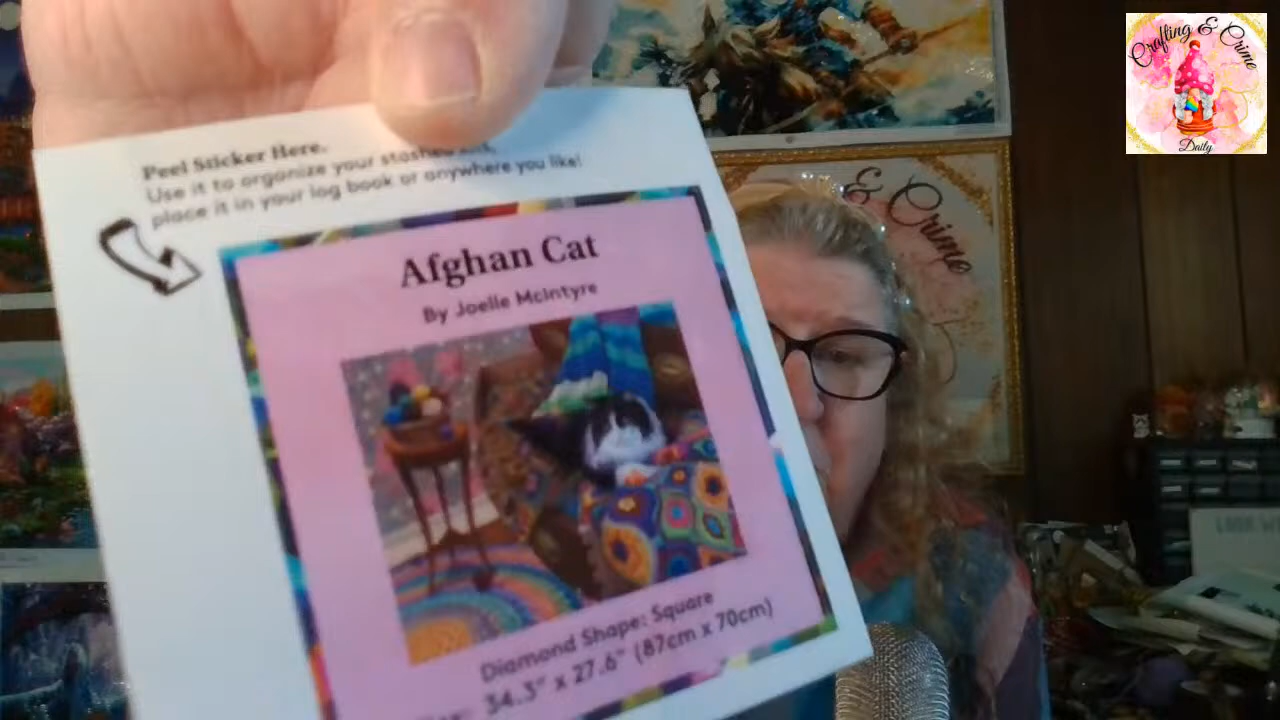 Peel Sticker Here.
Use it to organize your stashed kit,
place it in your log book or anywhere you like!
Afghan Cat
By Joelle McIntyre
Diamond Shape: Square
34.3" x 27.6" (87cm x 70cm)
& Crime
Crafting & Crime
Daily